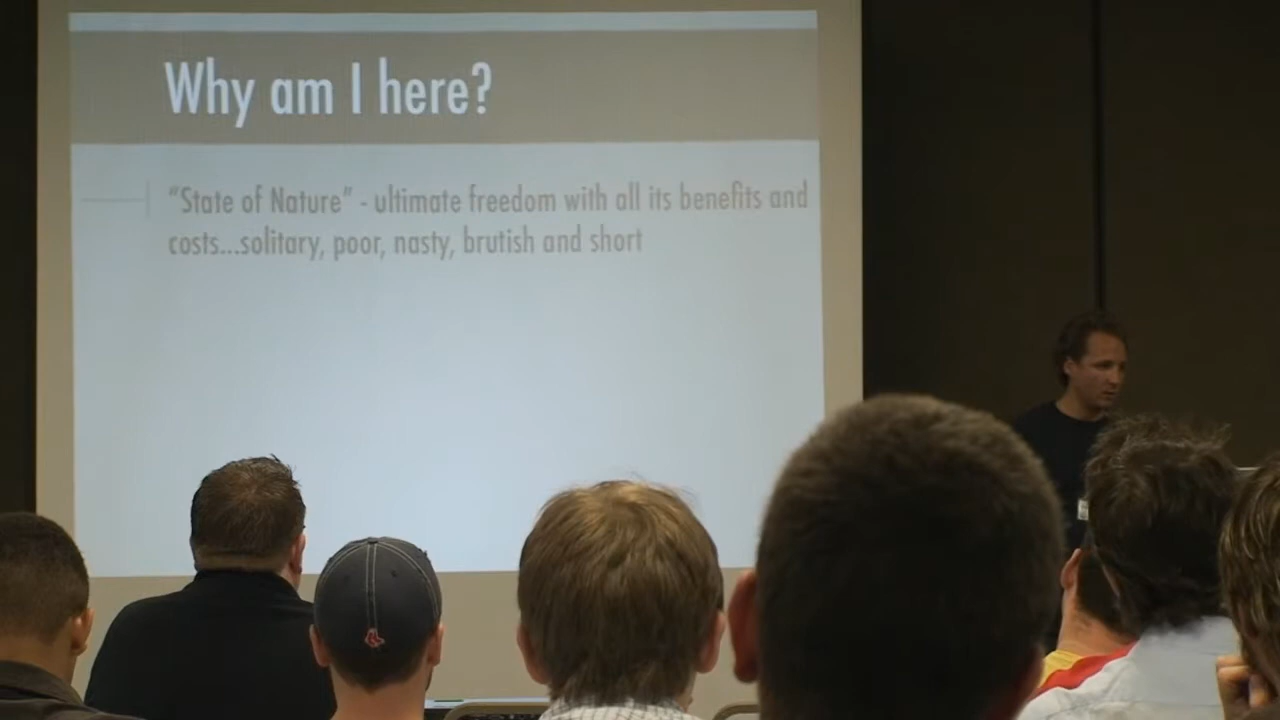 Why am I here?
“State of Nature” - ultimate freedom with all its benefits and
costs...solitary, poor, nasty, brutish and short